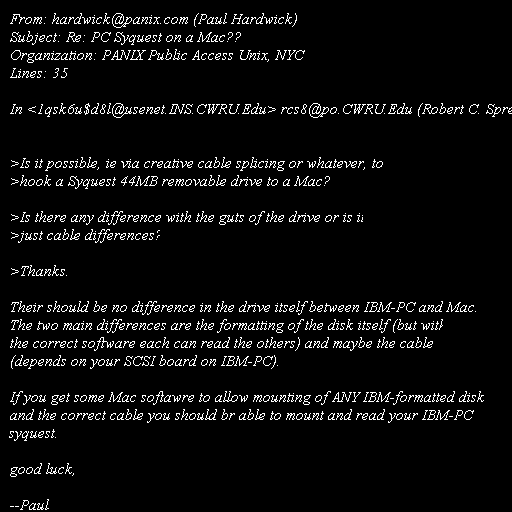 From: hardwick@panix.com (Paul Hardwick)
Subject: Re: PC Syquest on a Mac??
Organization: PANIX Public Access Unix, NYC
Lines: 35
In <1qsk6u$d8l@usenet.INS.CWRU.Edu> rcs8@po.CWRU.Edu (Robert C. Spre
>Is it possible, ie via creative cable splicing or whatever, to
>hook a Syquest 44MB removable drive to a Mac?
>Is there any difference with the guts of the drive or is it
>just cable differences?
>Thanks.
Their should be no difference in the drive itself between IBM-PC and Mac.
The two main differences are the formatting of the disk itself (but with
the correct software each can read the others) and maybe the cable
(depends on your SCSI board on IBM-PC).
If you get some Mac softawre to allow mounting of ANY IBM-formatted disk
and the correct cable you should br able to mount and read your IBM-PC
syquest.
good luck,
--Paul